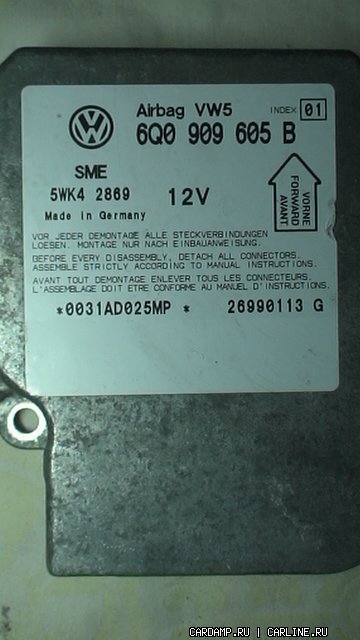 Airbag VW5 INDEX 01
6Q0 909 605 B
SME
5WK4 2869 12V
Made in Germany
VORNE
FORWARD
AVANT
VOR JEDER DEMONTAGE ALLE STECKVERBINDUNGEN
LOESEN. MONTAGE NUR NACH EINBAUANWEISUNG.
BEFORE EVERY DISASSEMBLY, DETACH ALL CONNECTORS.
ASSEMBLE STRICTLY ACCORDING TO MANUAL INSTRUCTIONS.
AVANT TOUT DEMONTAGE ENLEVER TOUS LES CONNECTEURS.
L'ASSEMBLAGE DOIT ETRE CONFORME AU MANUEL D'INSTRUCTIONS.
*0031AD025MP * 26990113 G
CARDAMP.RU | CARLINE.RU